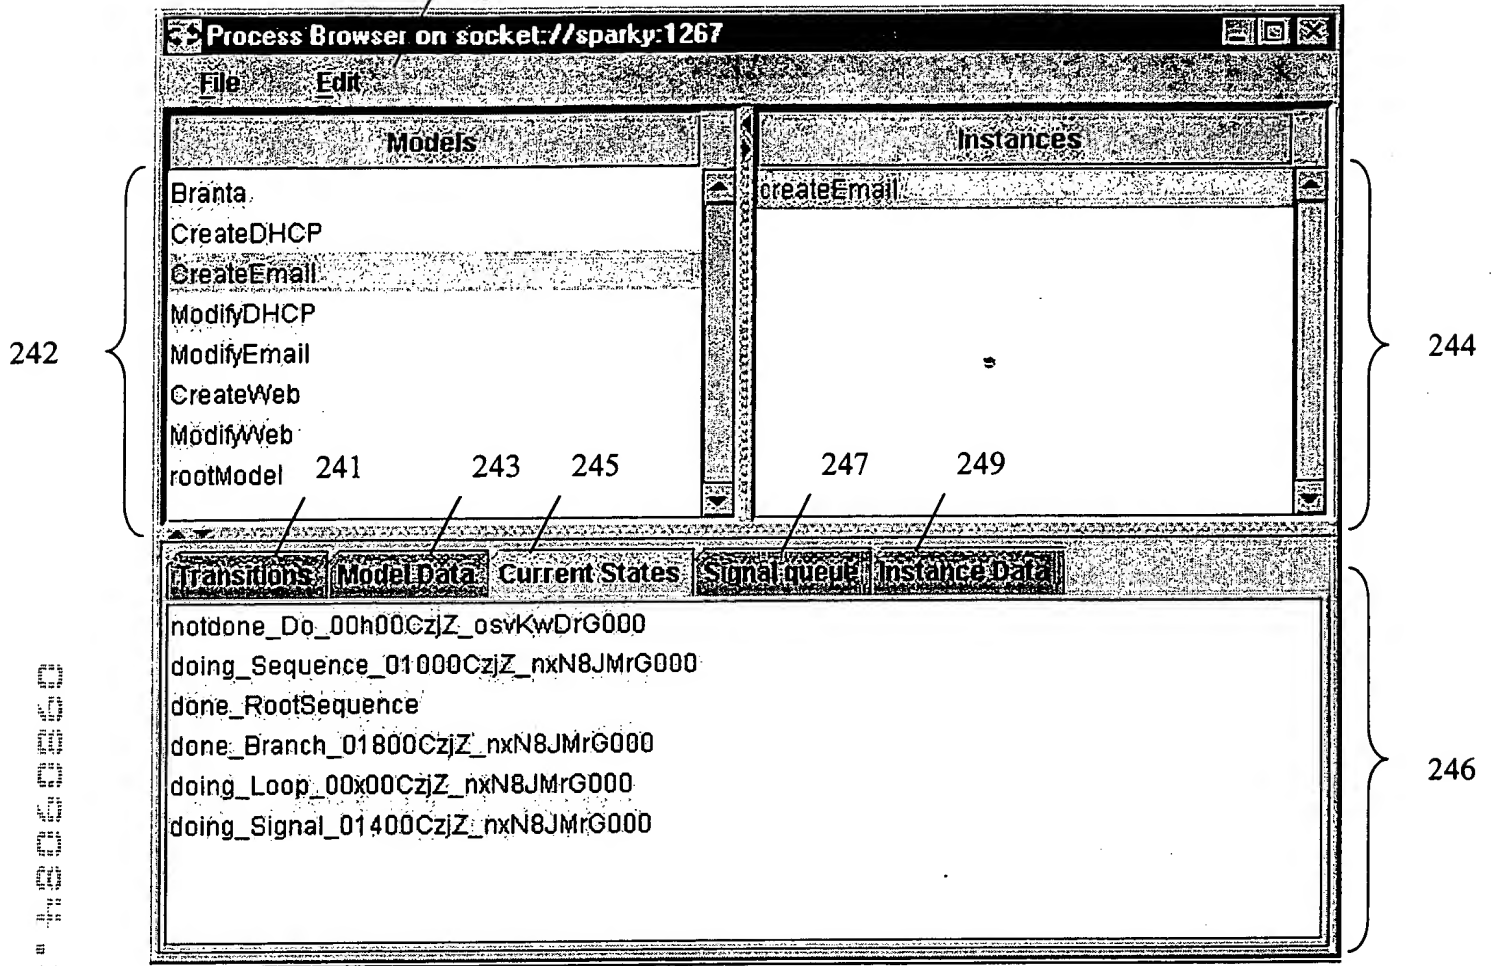 Process Browser on socket://sparky:1267
File Edit
Models
Instances
Branta
createEmail
CreateDHCP
CreateEmail
ModifyDHCP
242
ModifyEmail
244
CreateWeb
ModifyWeb
rootModel
241 243 245 247 249
Transitions Model Data Current States Signal queue Instance Data
notdone_Do_00h00CzjZ_osvKwDrG000
doing_Sequence_01000CzjZ_nxN8JMrG000
done_RootSequence
done_Branch_01800CzjZ_nxN8JMrG000
246
doing_Loop_00x00CzjZ_nxN8JMrG000
doing_Signal_01400CzjZ_nxN8JMrG000